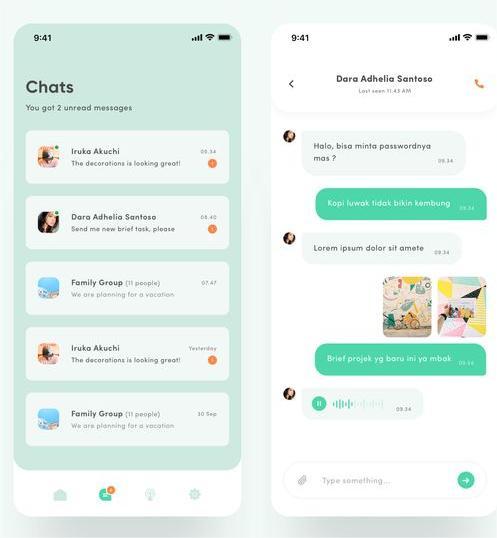 9:41
Chats
You got 2 unread messages
Iruka Akuchi
09.34
The decorations is looking great!
Dara Adhelia Santoso
08.40
Send me new brief task, please
Family Group (11 people)
07.47
We are planning for a vacation
Iruka Akuchi
Yesterday
The decorations is looking great!
Family Group (11 people)
30 Sep
We are planning for a vacation
9:41
Dara Adhelia Santoso
Last seen 11.43 AM
Halo, bisa minta passwordnya
mas ?
09.34
Kopi luwak tidak bikin kembung
09.34
Lorem ipsum dolor sit amete
09.34
Brief projek yg baru ini ya mbak
09.34
09.34
Type something...